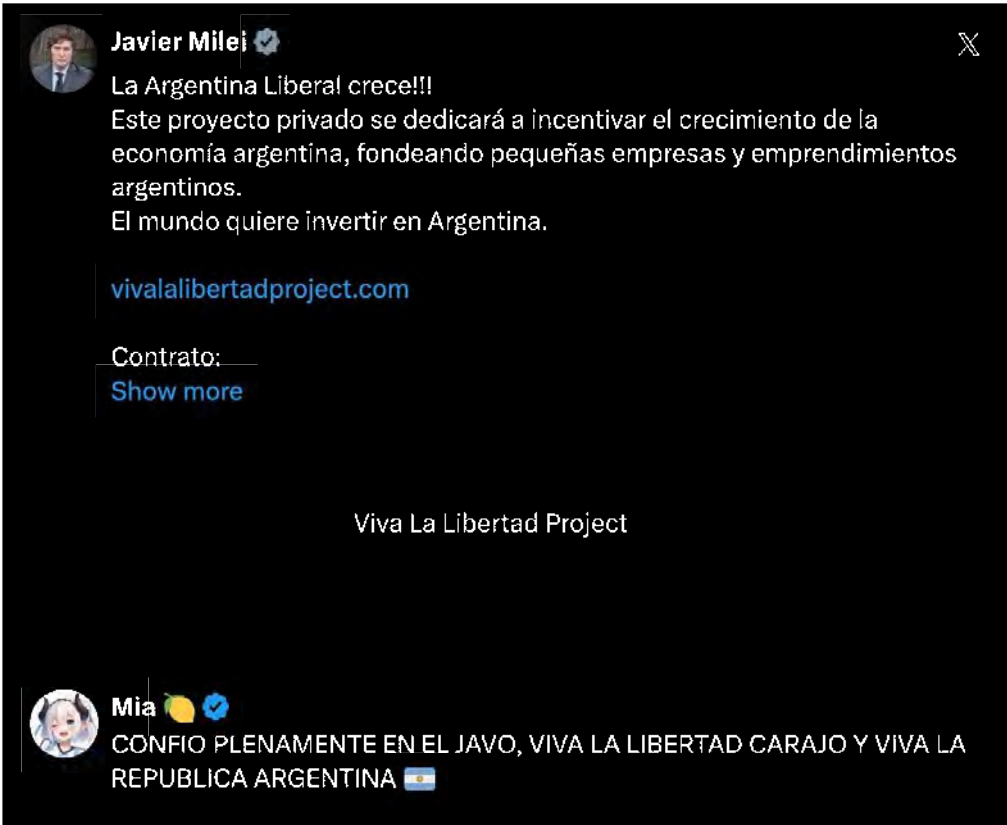 Javier Milei
La Argentina Liberal crece!!!
Este proyecto privado se dedicará a incentivar el crecimiento de la
economía argentina, fondeando pequeñas empresas y emprendimientos
argentinos.
El mundo quiere invertir en Argentina.
vivalalibertadproject.com
Contrato:
Show more
Viva La Libertad Project
Mia 🍋
CONFIO PLENAMENTE EN EL JAVO, VIVA LA LIBERTAD CARAJO Y VIVA LA
REPUBLICA ARGENTINA 🇦🇷